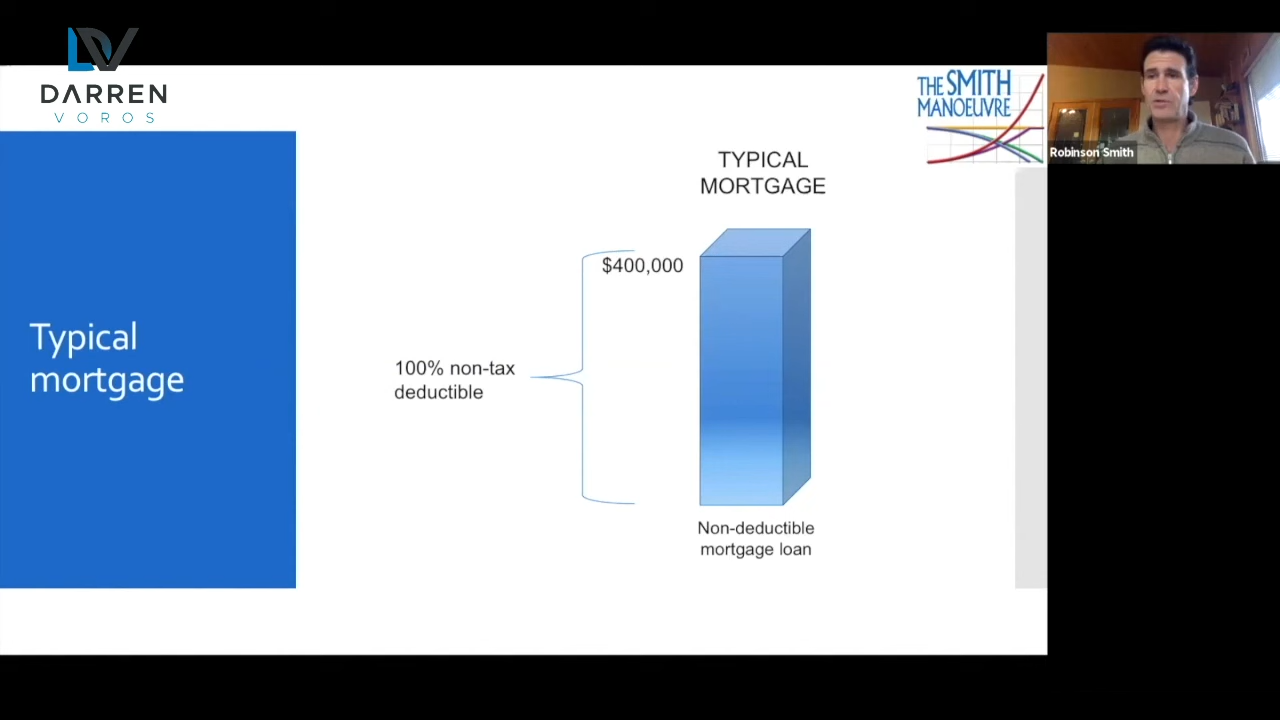 DV
DARREN
VOROS
THE SMITH
MANOEUVRE
Robinson Smith
Typical
mortgage
TYPICAL
MORTGAGE
$400,000
100% non-tax
deductible
Non-deductible
mortgage loan